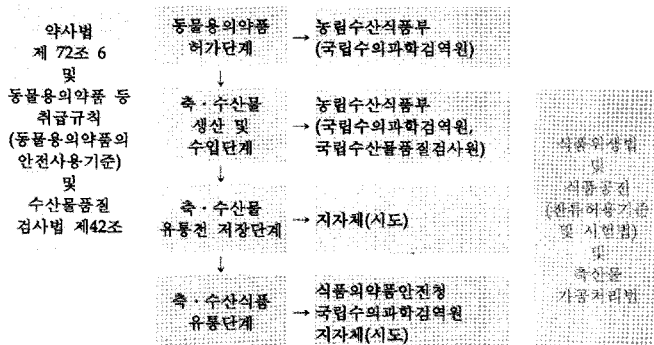 약사법
제 72조 6
및
동물용의약품 등
취급규칙
(동물용의약품의
안전사용기준)
및
수산물품질
검사법 제42조
동물용의약품
허가단계
→ 농림수산식품부
(국립수의과학검역원)
↓
축·수산물
생산 및
수입단계
→ 농림수산식품부
(국립수의과학검역원,
국립수산물품질검사원)
↓
축·수산물
유통전 저장단계
→ 지자체(시도)
↓
축·수산식품
유통단계
→ 식품의약품안전청
국립수의과학검역원
지자체(시도)
식품위생법
및
식품공전
(잔류허용기준
및 시험법)
및
축산물
가공처리법